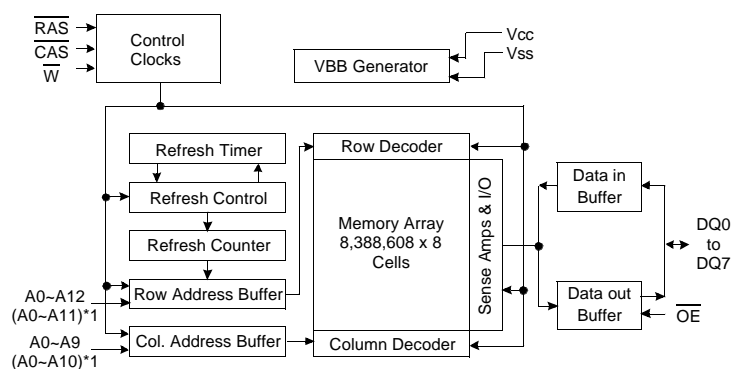 RAS
CAS
W
Control
Clocks
VBB Generator
Vcc
Vss
Refresh Timer
Refresh Control
Refresh Counter
Row Address Buffer
Col. Address Buffer
A0~A12
(A0~A11)*1
A0~A9
(A0~A10)*1
Row Decoder
Memory Array
8,388,608 x 8
Cells
Column Decoder
Sense Amps & I/O
Data in
Buffer
Data out
Buffer
DQ0
to
DQ7
OE